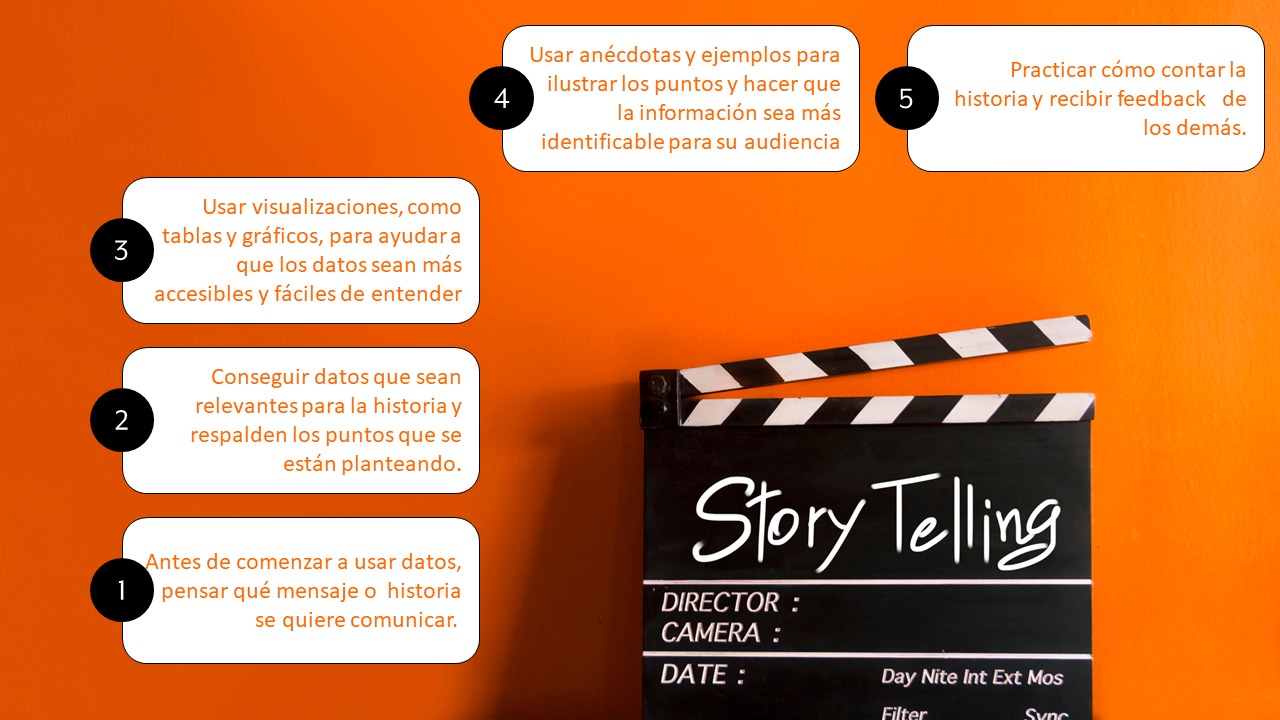 4
Usar anécdotas y ejemplos para
ilustrar los puntos y hacer que
la información sea más
identificable para su audiencia
5
Practicar cómo contar la
historia y recibir feedback de
los demás.
3
Usar visualizaciones, como
tablas y gráficos, para ayudar a
que los datos sean más
accesibles y fáciles de entender
2
Conseguir datos que sean
relevantes para la historia y
respalden los puntos que se
están planteando.
1
Antes de comenzar a usar datos,
pensar qué mensaje o historia
se quiere comunicar.
Story Telling
DIRECTOR :
CAMERA :
DATE :
Day Nite Int Ext Mos
Filter
Sync